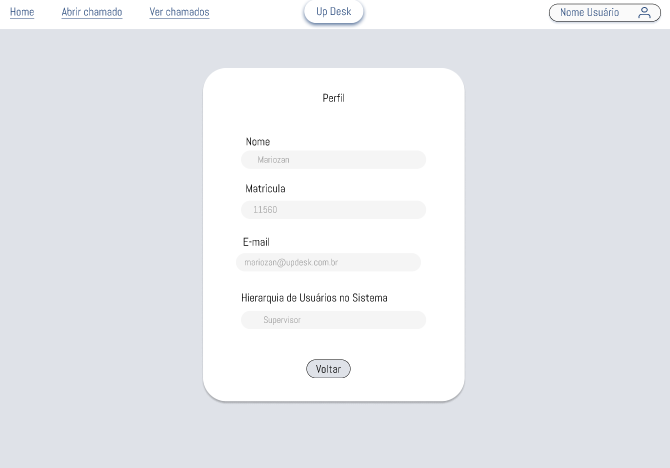 Home Abrir chamado Ver chamados Up Desk Nome Usuário
Perfil
Nome
Mariozan
Matricula
11560
E-mail
mariozan@updesk.com.br
Hierarquia de Usuários no Sistema
Supervisor
Voltar